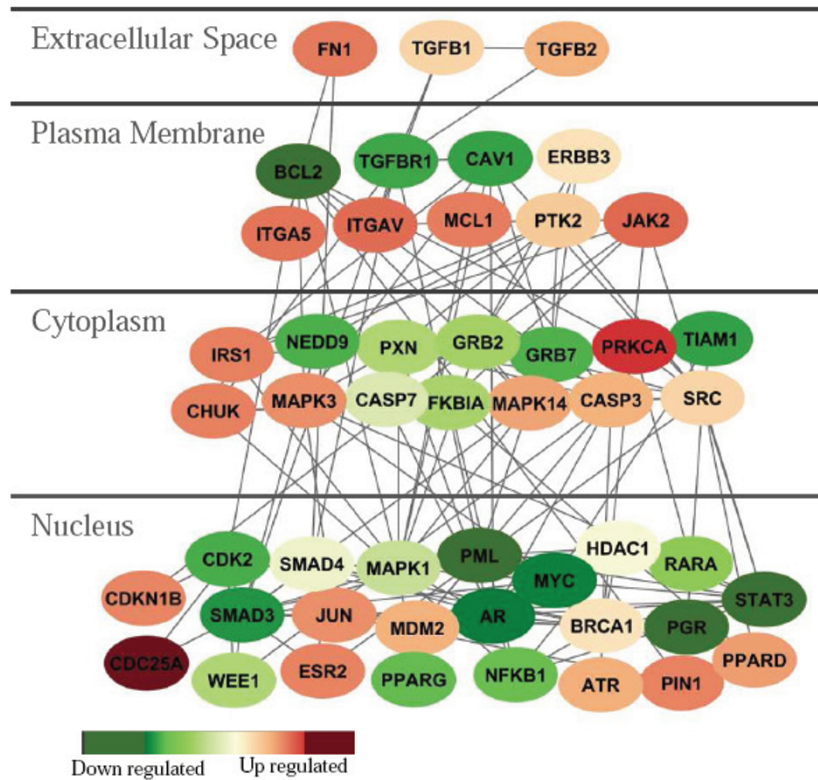 Extracellular Space
FN1
TGFB1
TGFB2
Plasma Membrane
BCL2
TGFBR1
CAV1
ERBB3
ITGA5
ITGAV
MCL1
PTK2
JAK2
Cytoplasm
IRS1
NEDD9
PXN
GRB2
GRB7
PRKCA
TIAM1
CHUK
MAPK3
CASP7
FKBIA
MAPK14
CASP3
SRC
Nucleus
CDK2
SMAD4
MAPK1
PML
HDAC1
RARA
CDKN1B
SMAD3
JUN
MDM2
AR
MYC
BRCA1
PGR
STAT3
CDC25A
WEE1
ESR2
PPARG
NFKB1
ATR
PIN1
PPARD
Down regulated
Up regulated